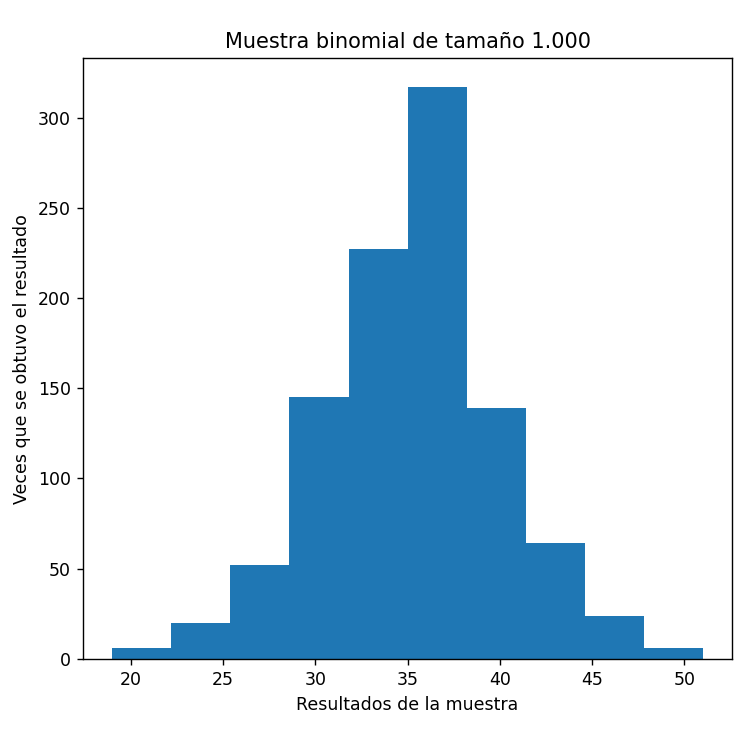 Muestra binomial de tamaño 1.000
300
250
200
150
100
50
0
Veces que se obtuvo el resultado
20 25 30 35 40 45 50
Resultados de la muestra